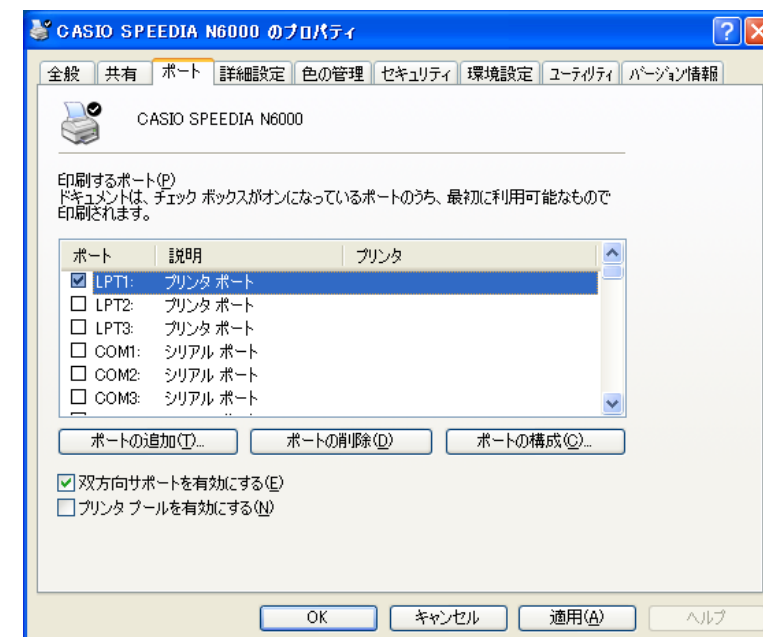 CASIO SPEEDIA N6000 のプロパティ
全般 共有 ポート 詳細設定 色の管理 セキュリティ 環境設定 ユーティリティ バージョン情報
CASIO SPEEDIA N6000
印刷するポート(P)
ドキュメントは、チェック ボックスがオンになっているポートのうち、最初に利用可能なもので
印刷されます。
ポート 説明 プリンタ
LPT1: プリンタ ポート
LPT2: プリンタ ポート
LPT3: プリンタ ポート
COM1: シリアル ポート
COM2: シリアル ポート
COM3: シリアル ポート
ポートの追加(T)... ポートの削除(D) ポートの構成(C)...
双方向サポートを有効にする(E)
プリンタ プールを有効にする(N)
OK キャンセル 適用(A) ヘルプ